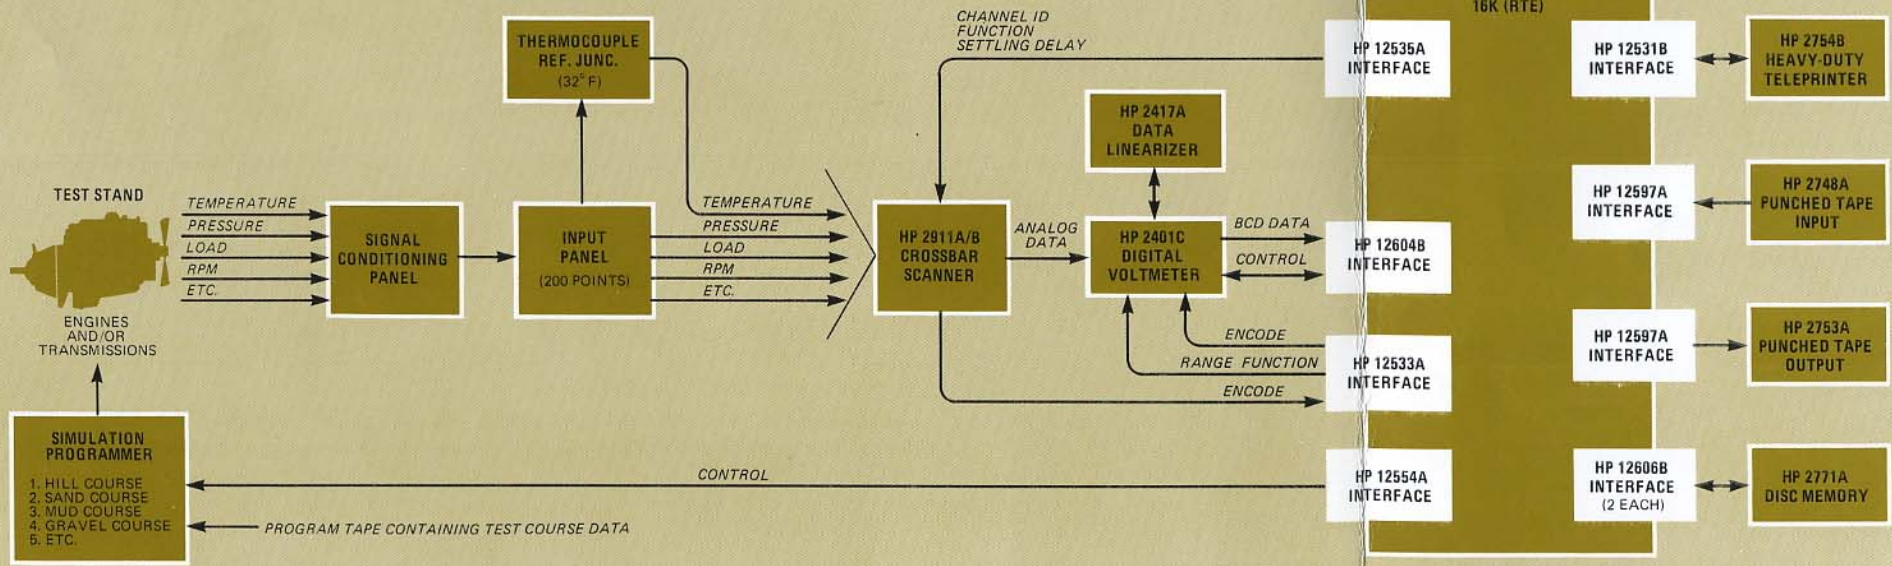 16K (RTE)
CHANNEL ID
FUNCTION
SETTLING DELAY
THERMOCOUPLE
REF. JUNC.
(32° F)
HP 12535A
INTERFACE
HP 12531B
INTERFACE
HP 2754B
HEAVY-DUTY
TELEPRINTER
HP 2417A
DATA
LINEARIZER
TEST STAND
TEMPERATURE
PRESSURE
LOAD
RPM
ETC.
SIGNAL
CONDITIONING
PANEL
INPUT
PANEL
(200 POINTS)
TEMPERATURE
PRESSURE
LOAD
RPM
ETC.
HP 2911A/B
CROSSBAR
SCANNER
ANALOG
DATA
HP 2401C
DIGITAL
VOLTMETER
BCD DATA
CONTROL
HP 12604B
INTERFACE
HP 12597A
INTERFACE
HP 2748A
PUNCHED TAPE
INPUT
ENGINES
AND/OR
TRANSMISSIONS
ENCODE
RANGE FUNCTION
ENCODE
HP 12533A
INTERFACE
HP 12597A
INTERFACE
HP 2753A
PUNCHED TAPE
OUTPUT
SIMULATION
PROGRAMMER
1. HILL COURSE
2. SAND COURSE
3. MUD COURSE
4. GRAVEL COURSE
5. ETC.
CONTROL
PROGRAM TAPE CONTAINING TEST COURSE DATA
HP 12554A
INTERFACE
HP 12606B
INTERFACE
(2 EACH)
HP 2771A
DISC MEMORY